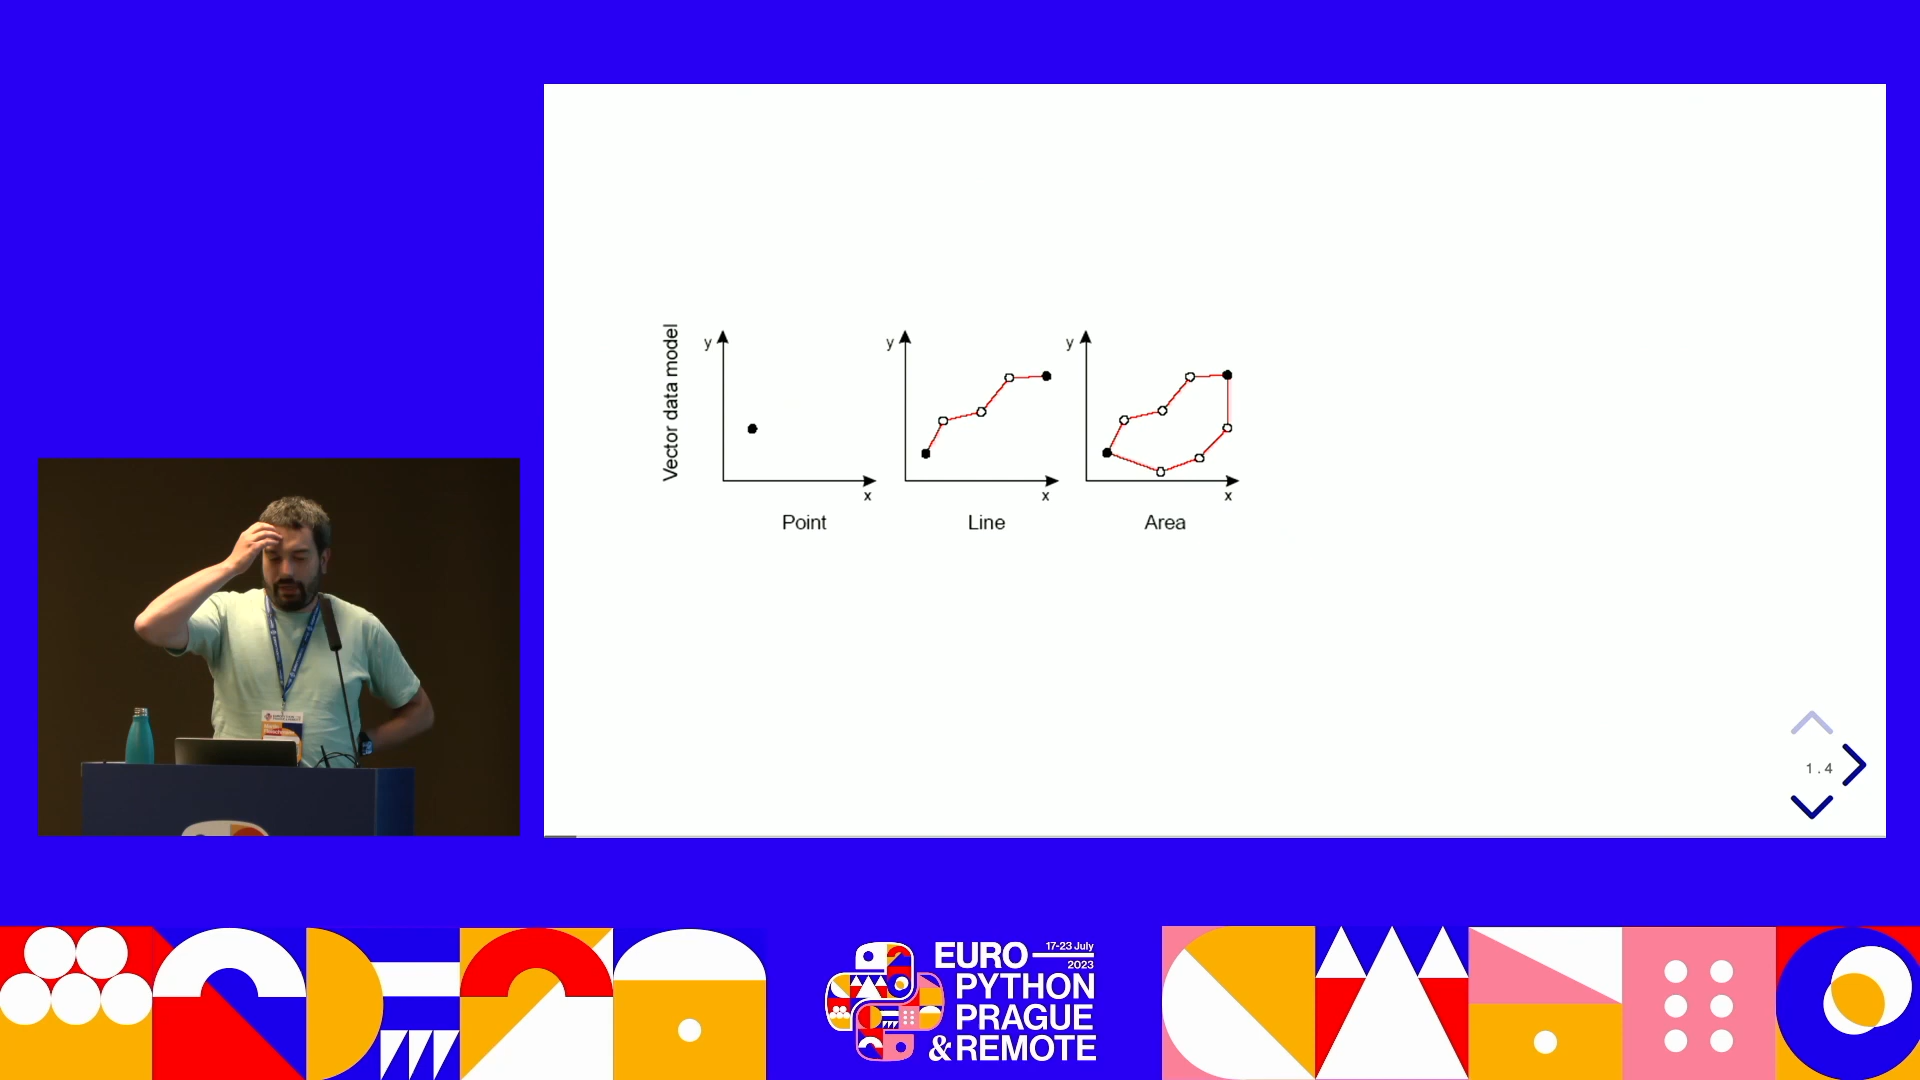 Vector data model
y
x
Point
y
x
Line
y
x
Area
1.4
EURO
17-23 July
2023
PYTHON
PRAGUE
&REMOTE